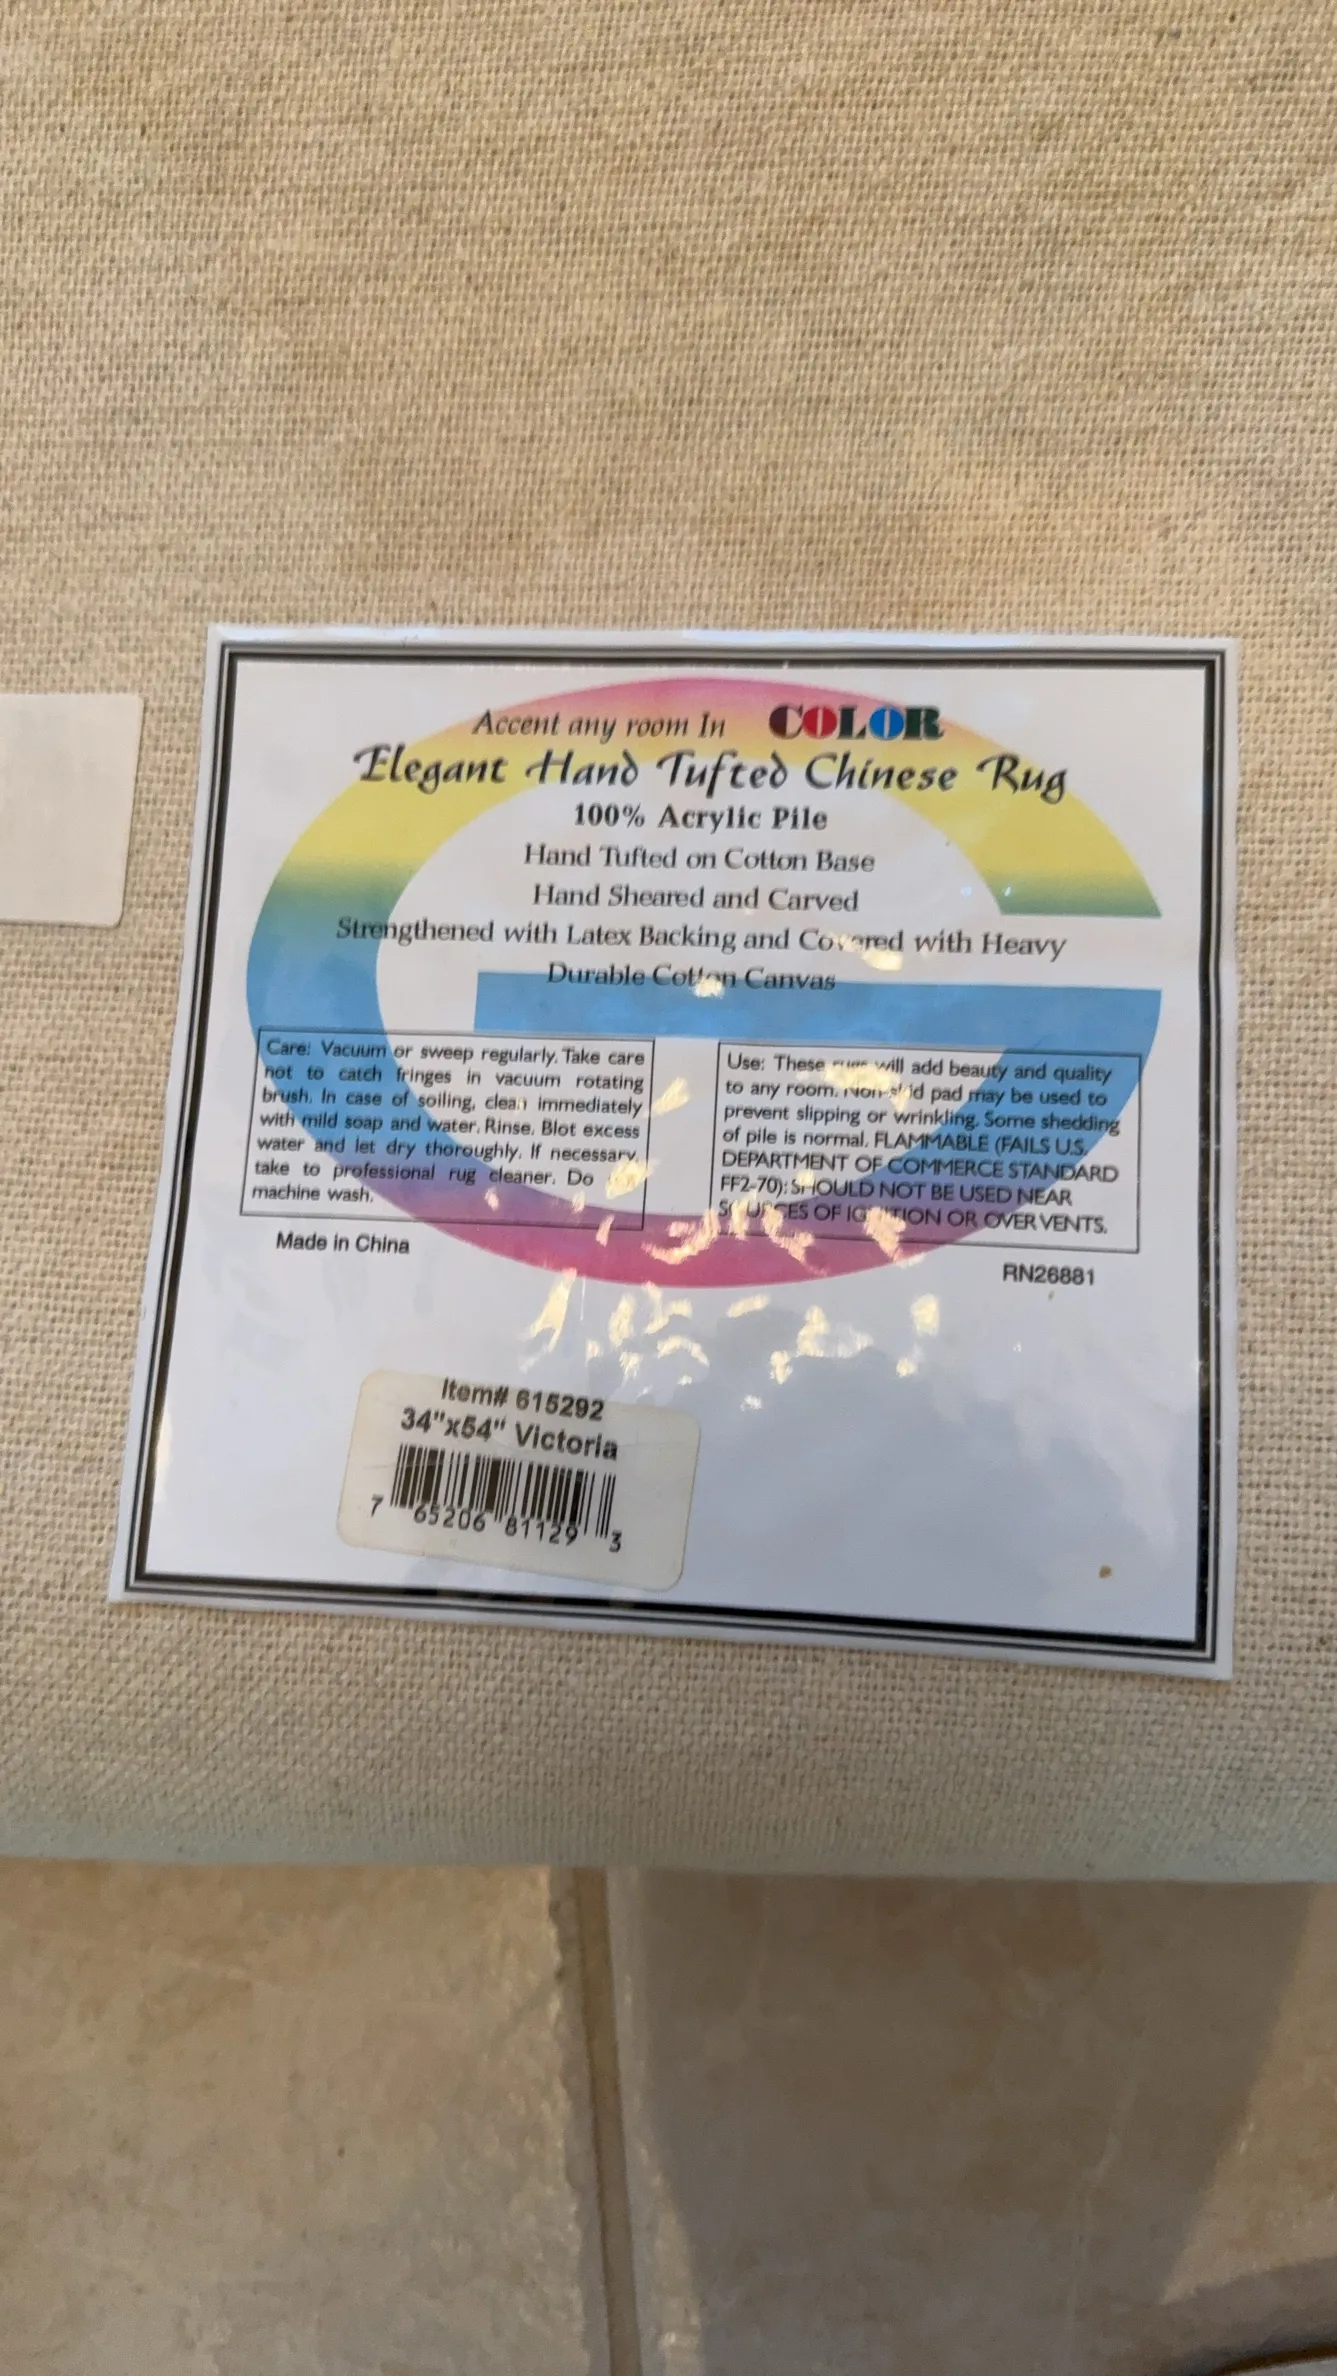 Accent any room In COLOR
Elegant Hand Tufted Chinese Rug
100% Acrylic Pile
Hand Tufted on Cotton Base
Hand Sheared and Carved
Strengthened with Latex Backing and Covered with Heavy
Durable Cotton Canvas
Care: Vacuum or sweep regularly. Take care
not to catch fringes in vacuum rotating
brush. In case of soiling, clean immediately
with mild soap and water. Rinse. Blot excess
water and let dry thoroughly. If necessary,
take to professional rug cleaner. Do
machine wash.
Use: These rugs will add beauty and quality
to any room. Non-skid pad may be used to
prevent slipping or wrinkling. Some shedding
of pile is normal. FLAMMABLE (FAILS U.S.
DEPARTMENT OF COMMERCE STANDARD
FF2-70): SHOULD NOT BE USED NEAR
SOURCES OF IGNITION OR OVER VENTS.
Made in China
RN26881
Item# 615292
34"x54" Victoria
7 65206 81129 3